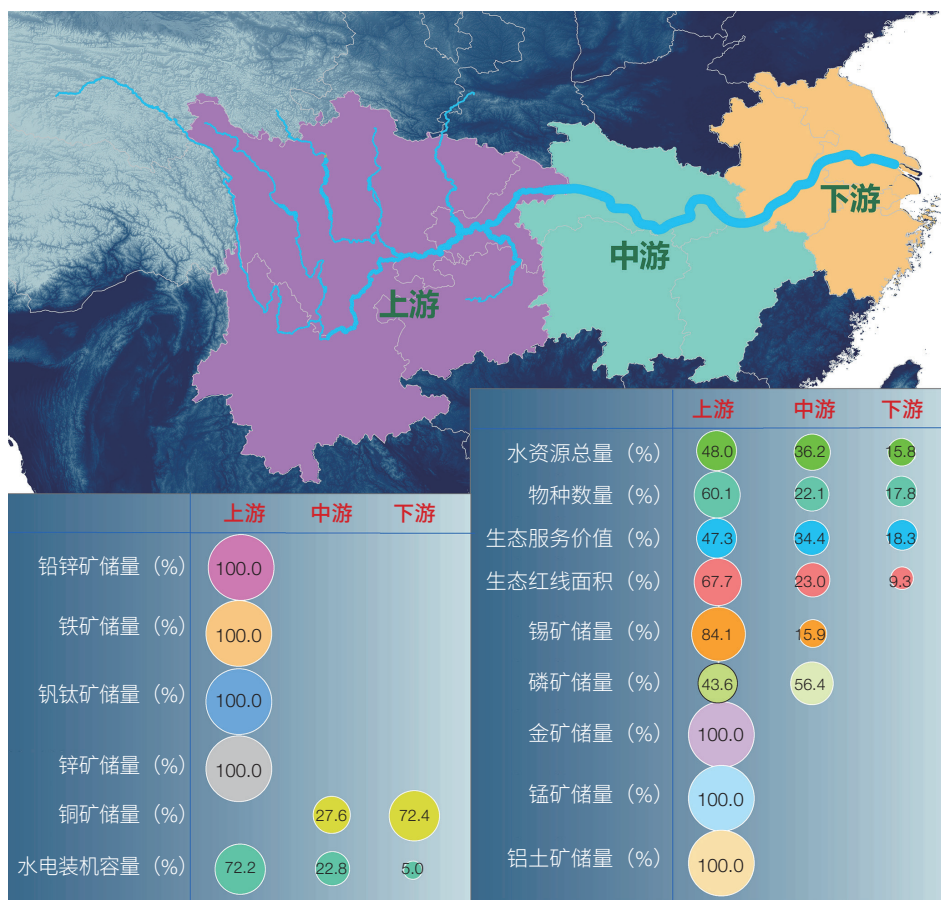 下游
中游
上游
上游 中游 下游
水资源总量（%） 48.0 36.2 15.8
物种数量（%） 60.1 22.1 17.8
生态服务价值（%） 47.3 34.4 18.3
生态红线面积（%） 67.7 23.0 9.3
锡矿储量（%） 84.1 15.9
磷矿储量（%） 43.6 56.4
金矿储量（%） 100.0
锰矿储量（%） 100.0
铝土矿储量（%） 100.0
上游 中游 下游
铅锌矿储量（%） 100.0
铁矿储量（%） 100.0
钒钛矿储量（%） 100.0
锌矿储量（%） 100.0
铜矿储量（%） 27.6 72.4
水电装机容量（%） 72.2 22.8 5.0